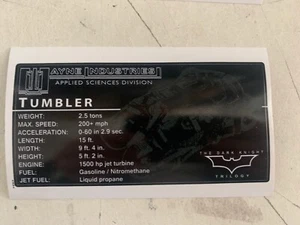 WAYNE INDUSTRIES
APPLIED SCIENCES DIVISION
TUMBLER
WEIGHT: 2.5 tons
MAX. SPEED: 200+ mph
ACCELERATION: 0-60 in 2.9 sec.
LENGTH: 15 ft.
WIDTH: 9 ft. 4 in.
HEIGHT: 5 ft. 2 in.
ENGINE: 1500 hp jet turbine
FUEL: Gasoline / Nitromethane
JET FUEL: Liquid propane
THE DARK KNIGHT
TRILOGY